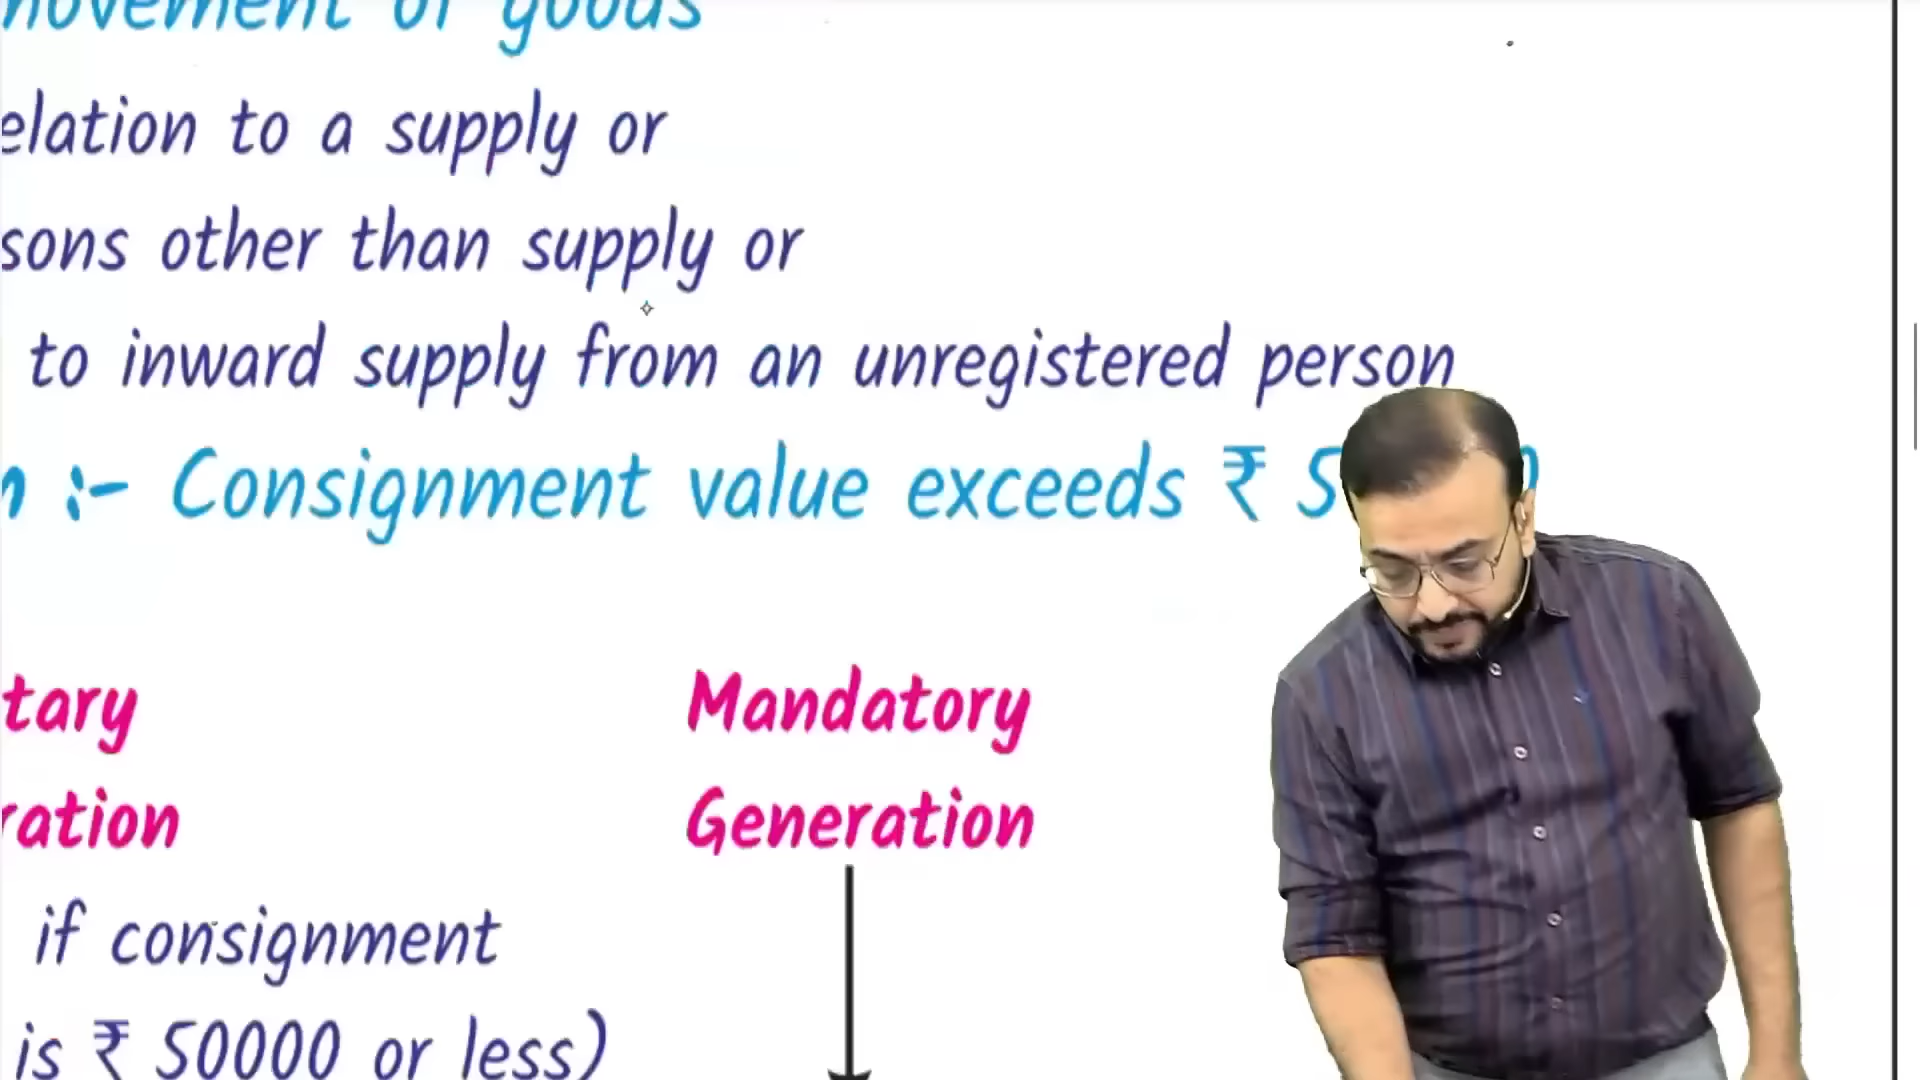 movement of goods
elation to a supply or
sons other than supply or
to inward supply from an unregistered person
:- Consignment value exceeds ₹
tary
Mandatory
ration
Generation
if consignment
is ₹ 50000 or less)